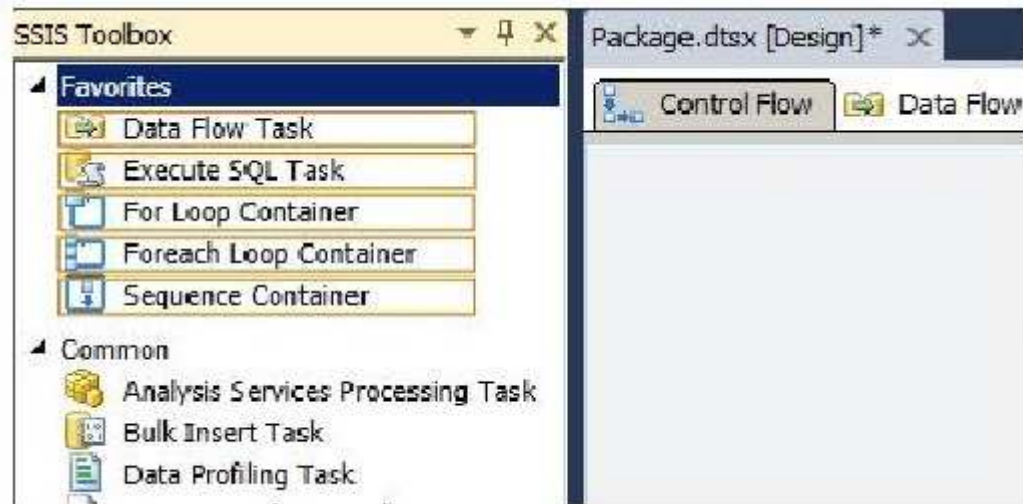 SSIS Toolbox
Favorites
Data Flow Task
Execute SQL Task
For Loop Container
Foreach Loop Container
Sequence Container
Common
Analysis Services Processing Task
Bulk Insert Task
Data Profiling Task
Package.dtsx [Design]*
Control Flow
Data Flow